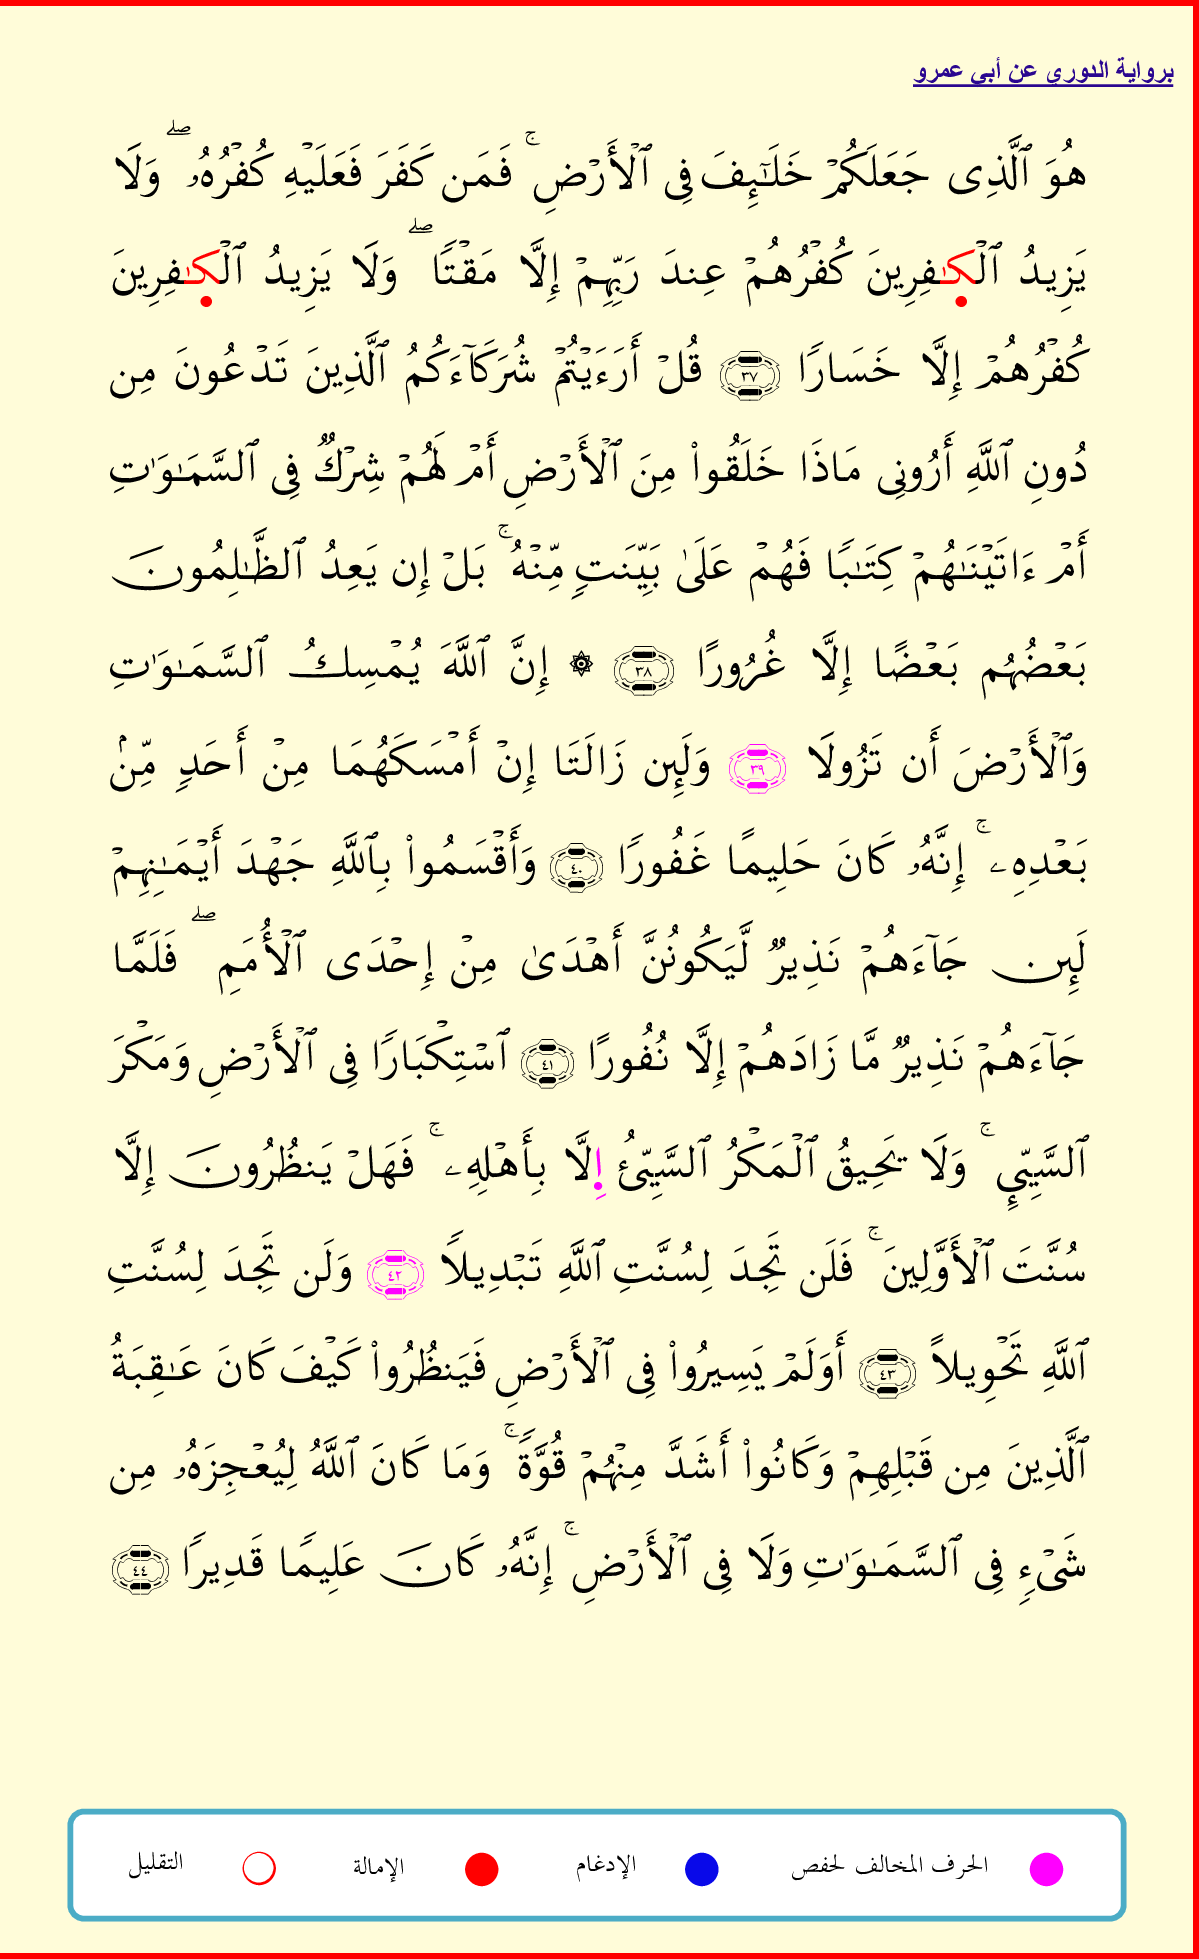 برواية الدوري عن أبي عمرو
هُوَ ٱلَّذِى جَعَلَكُمْ خَلَـٰٓئِفَ فِى ٱلْأَرْضِ ۚ فَمَن كَفَرَ فَعَلَيْهِ كُفْرُهُۥ ۖ وَلَا
يَزِيدُ ٱلْكَـٰفِرِينَ كُفْرُهُمْ عِندَ رَبِّهِمْ إِلَّا مَقْتًا ۖ وَلَا يَزِيدُ ٱلْكَـٰفِرِينَ
كُفْرُهُمْ إِلَّا خَسَارًا ٣٧ قُلْ أَرَءَيْتُمْ شُرَكَآءَكُمُ ٱلَّذِينَ تَدْعُونَ مِن
دُونِ ٱللَّهِ أَرُونِى مَاذَا خَلَقُوا۟ مِنَ ٱلْأَرْضِ أَمْ لَهُمْ شِرْكٌ فِى ٱلسَّمَـٰوَٰتِ
أَمْ ءَاتَيْنَـٰهُمْ كِتَـٰبًا فَهُمْ عَلَىٰ بَيِّنَتٍ مِّنْهُ ۚ بَلْ إِن يَعِدُ ٱلظَّـٰلِمُونَ
بَعْضُهُم بَعْضًا إِلَّا غُرُورًا ٣٨ ۞ إِنَّ ٱللَّهَ يُمْسِكُ ٱلسَّمَـٰوَٰتِ
وَٱلْأَرْضَ أَن تَزُولَا ٣٩ وَلَئِن زَالَتَا إِنْ أَمْسَكَهُمَا مِنْ أَحَدٍ مِّنۢ
بَعْدِهِۦ ۚ إِنَّهُۥ كَانَ حَلِيمًا غَفُورًا ٤٠ وَأَقْسَمُوا۟ بِٱللَّهِ جَهْدَ أَيْمَـٰنِهِمْ
لَئِن جَآءَهُمْ نَذِيرٌ لَّيَكُونُنَّ أَهْدَىٰ مِنْ إِحْدَى ٱلْأُمَمِ ۖ فَلَمَّا
جَآءَهُمْ نَذِيرٌ مَّا زَادَهُمْ إِلَّا نُفُورًا ٤١ ٱسْتِكْبَارًا فِى ٱلْأَرْضِ وَمَكْرَ
ٱلسَّيِّئِ ۚ وَلَا يَحِيقُ ٱلْمَكْرُ ٱلسَّيِّئُ إِلَّا بِأَهْلِهِۦ ۚ فَهَلْ يَنظُرُونَ إِلَّا
سُنَّتَ ٱلْأَوَّلِينَ ۚ فَلَن تَجِدَ لِسُنَّتِ ٱللَّهِ تَبْدِيلًا ٤٢ وَلَن تَجِدَ لِسُنَّتِ
ٱللَّهِ تَحْوِيلًا ٤٣ أَوَلَمْ يَسِيرُوا۟ فِى ٱلْأَرْضِ فَيَنظُرُوا۟ كَيْفَ كَانَ عَـٰقِبَةُ
ٱلَّذِينَ مِن قَبْلِهِمْ وَكَانُوا۟ أَشَدَّ مِنْهُمْ قُوَّةً ۚ وَمَا كَانَ ٱللَّهُ لِيُعْجِزَهُۥ مِن
شَىْءٍ فِى ٱلسَّمَـٰوَٰتِ وَلَا فِى ٱلْأَرْضِ ۚ إِنَّهُۥ كَانَ عَلِيمًا قَدِيرًا ٤٤
الحرف المخالف لحفص الإدغام الإمالة التقليل